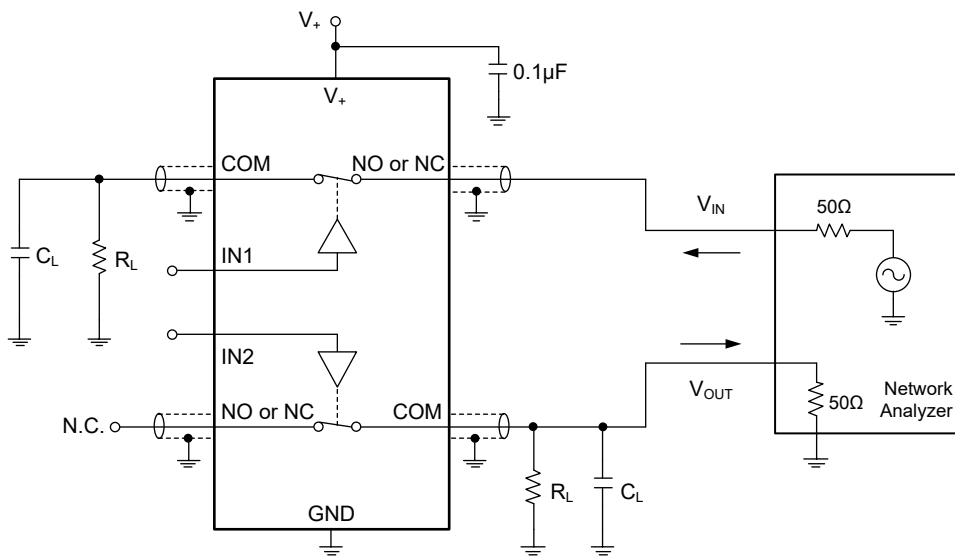 V+
0.1µF
V+
COM
NO or NC
VIN
50Ω
CL
RL
IN1
IN2
VOUT
50Ω
Network
Analyzer
N.C.
NO or NC
COM
RL
CL
GND